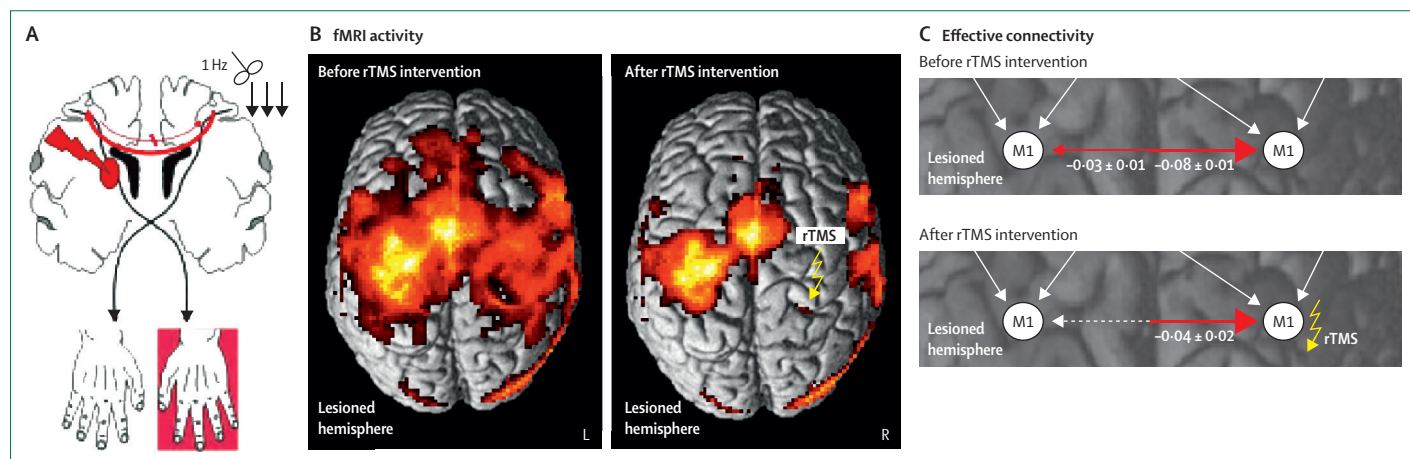 A
1 Hz
B fMRI activity
Before rTMS intervention
Lesioned
hemisphere
L
After rTMS intervention
rTMS
Lesioned
hemisphere
R
C Effective connectivity
Before rTMS intervention
M1
M1
Lesioned
hemisphere
–0·03 ± 0·01 –0·08 ± 0·01
After rTMS intervention
M1
M1
Lesioned
hemisphere
–0·04 ± 0·02
rTMS